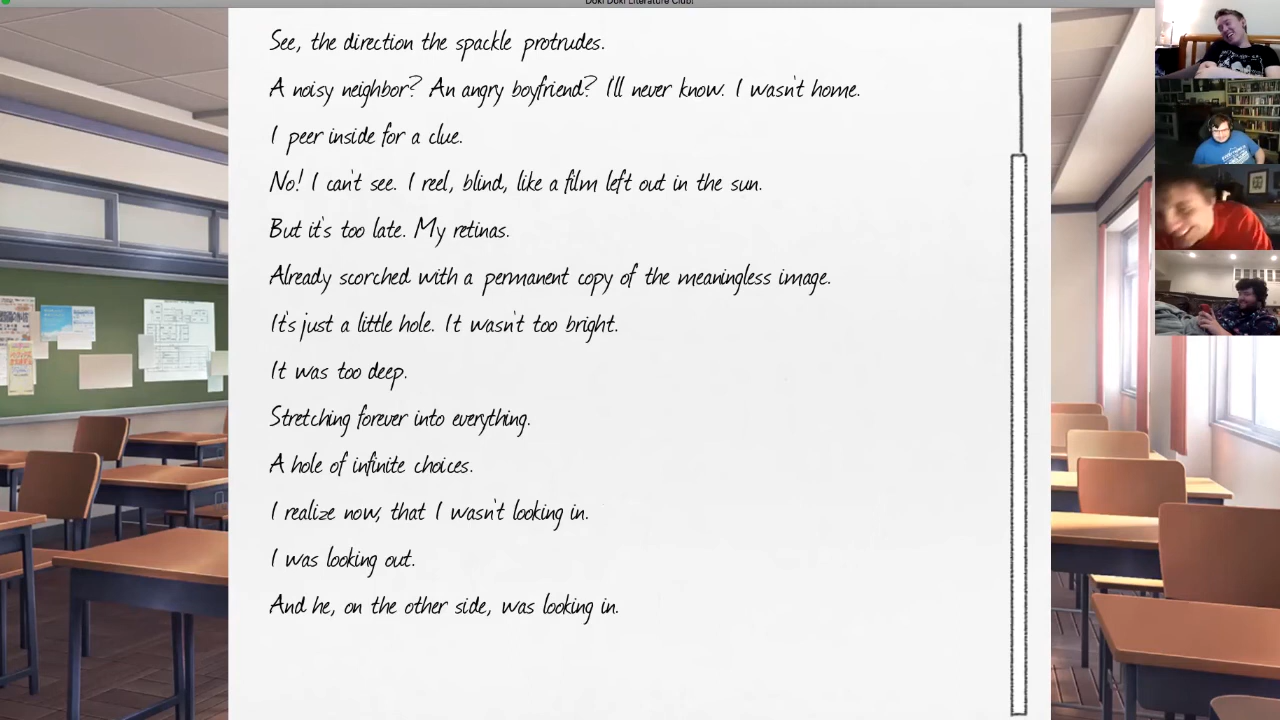 Doki Doki Literature Club!
See, the direction the spackle protrudes.
A noisy neighbor? An angry boyfriend? I'll never know. I wasn't home.
I peer inside for a clue.
No! I can't see. I reel, blind, like a film left out in the sun.
But it's too late. My retinas.
Already scorched with a permanent copy of the meaningless image.
It's just a little hole. It wasn't too bright.
It was too deep.
Stretching forever into everything.
A hole of infinite choices.
I realize now, that I wasn't looking in.
I was looking out.
And he, on the other side, was looking in.